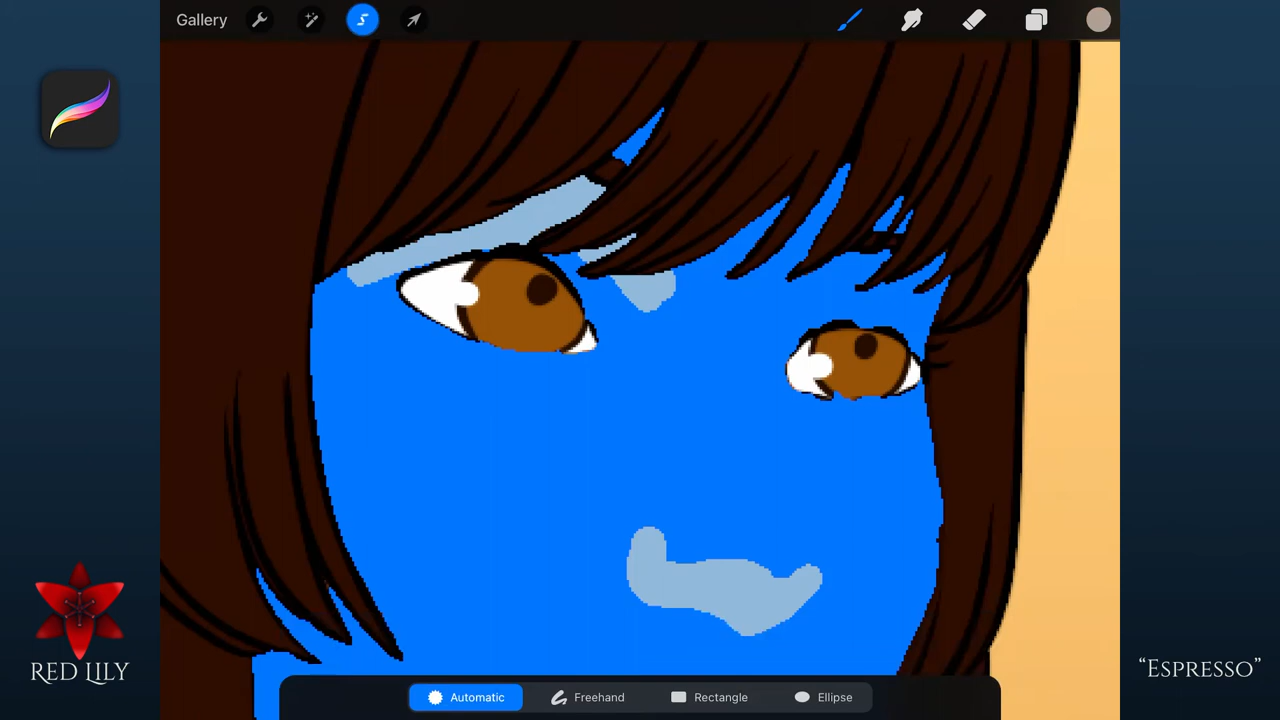 Gallery
Automatic
Freehand
Rectangle
Ellipse
RED LILY
“ESPRESSO”